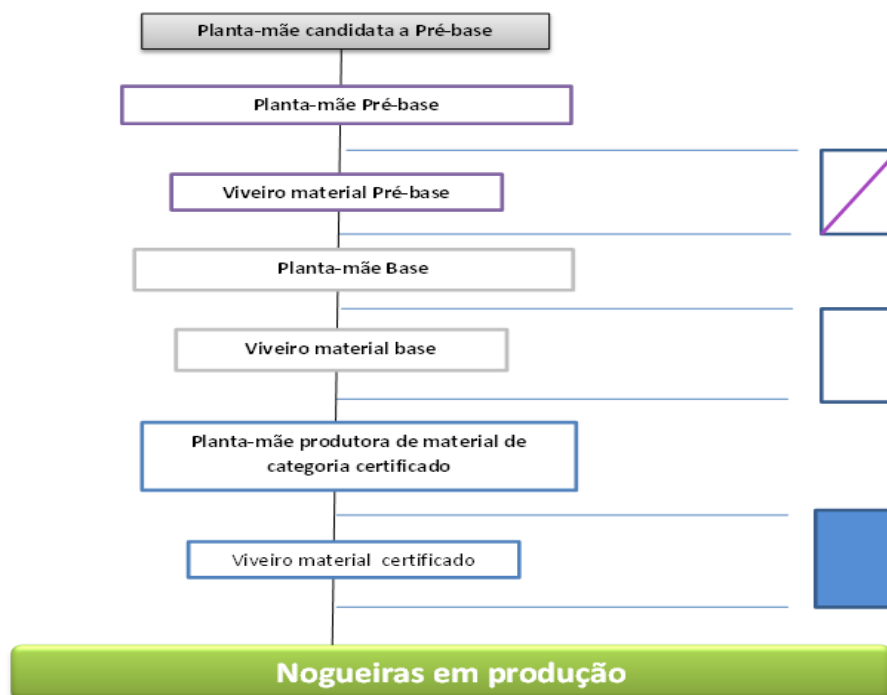 Planta-mãe candidata a Pré-base
Planta-mãe Pré-base
Viveiro material Pré-base
Planta-mãe Base
Viveiro material base
Planta-mãe produtora de material de
categoria certificado
Viveiro material certificado
Nogueiras em produção